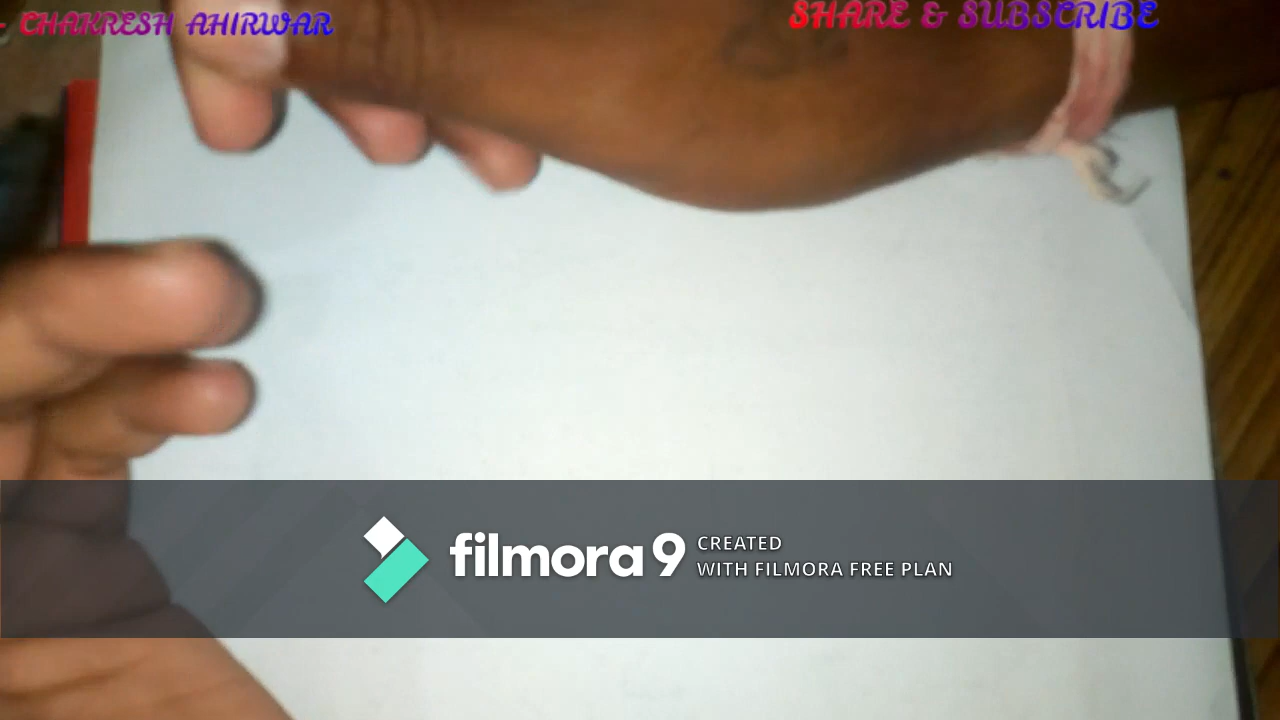 - CHAKRESH AHIRWAR
SHARE & SUBSCRIBE
filmora 9
CREATED
WITH FILMORA FREE PLAN